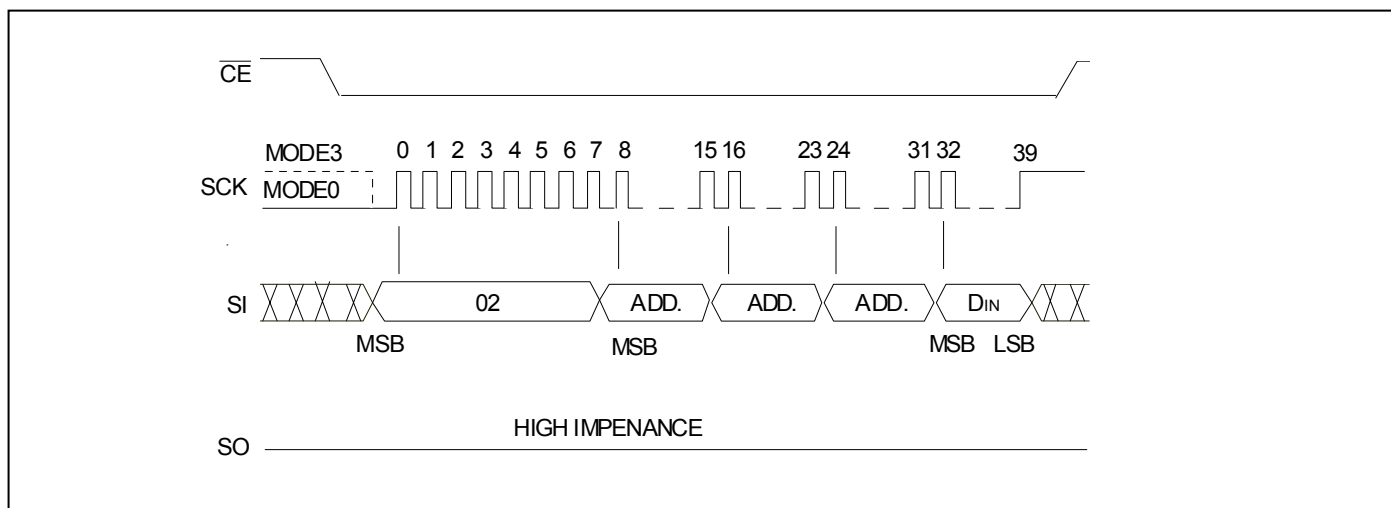 CE
MODE3 0 1 2 3 4 5 6 7 8 15 16 23 24 31 32 39
SCK MODE0
SI 02 ADD. ADD. ADD. DIN
MSB MSB MSB LSB
HIGH IMPENANCE
SO